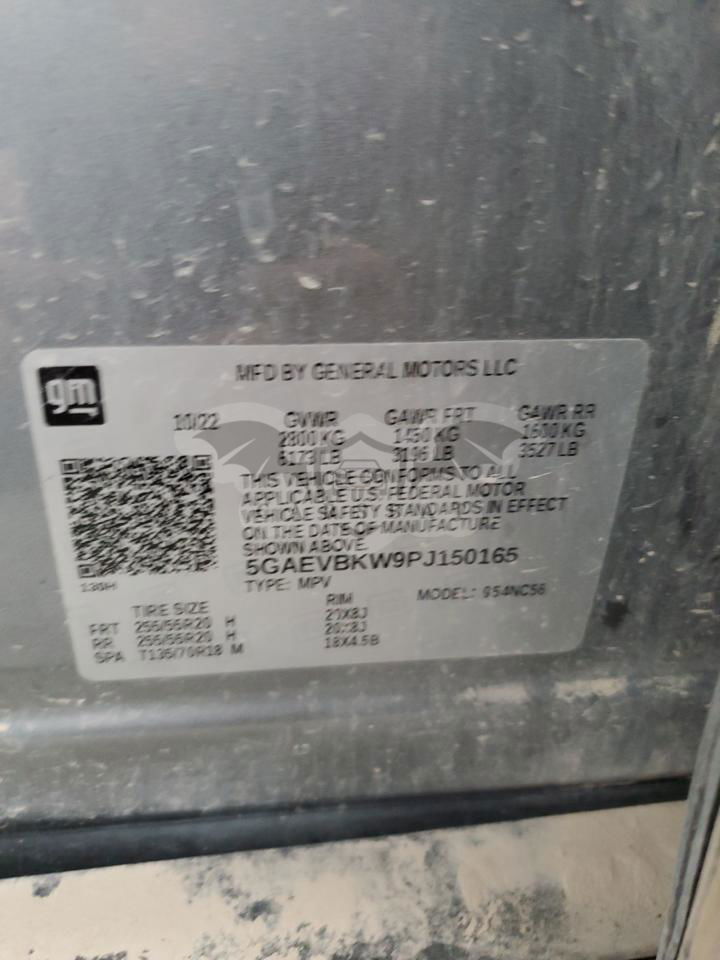 gm
MFD BY GENERAL MOTORS LLC
10/22
GVWR GAWR FRT GAWR RR
2800 KG 1450 KG 1600 KG
6173 LB 3196 LB 3527 LB
THIS VEHICLE CONFORMS TO ALL
APPLICABLE U.S. FEDERAL MOTOR
VEHICLE SAFETY STANDARDS IN EFFECT
ON THE DATE OF MANUFACTURE
SHOWN ABOVE.
5GAEVBKW9PJ150165
TYPE: MPV MODEL:
TIRE SIZE RIM
FRT 255/55R20 H 20X8J
RR 255/55R20 H 20X8J
SPA T135/70R18 M 18X4.5B